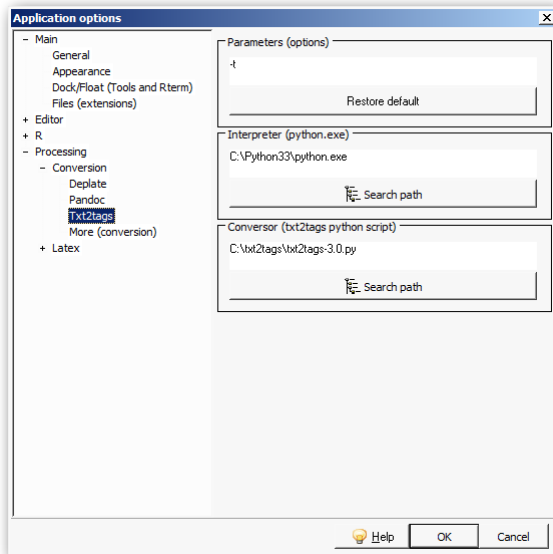 Application options
Main
General
Appearance
Dock/Float (Tools and Rterm)
Files (extensions)
Editor
R
Processing
Conversion
Deplate
Pandoc
Txt2tags
More (conversion)
Latex
Parameters (options)
-t
Restore default
Interpreter (python.exe)
C:\Python33\python.exe
Search path
Conversor (txt2tags python script)
C:\txt2tags\txt2tags-3.0.py
Search path
Help
OK
Cancel